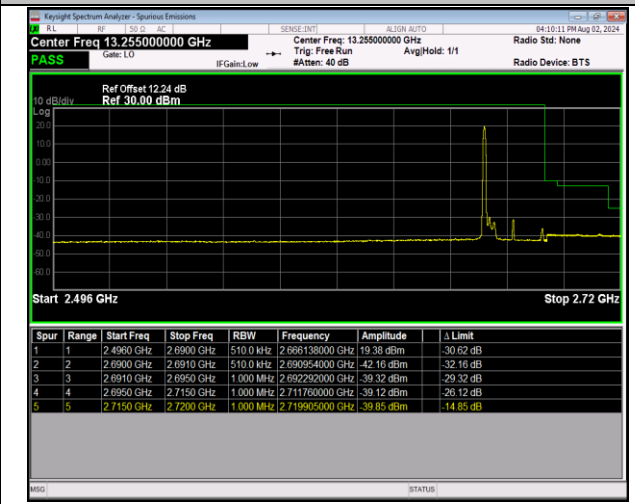 Keysight Spectrum Analyzer - Spurious Emissions
RL RF 50 Ω AC SENSE:INT ALIGN AUTO 04:10:11 PM Aug 02, 2024
Center Freq 13.255000000 GHz Center Freq: 13.255000000 GHz Radio Std: None
PASS Gate: LO Trig: Free Run Avg|Hold: 1/1
IFGain:Low #Atten: 40 dB Radio Device: BTS
Ref Offset 12.24 dB
10 dB/div Ref 30.00 dBm
Log
20.0
10.0
0.00
-10.0
-20.0
-30.0
-40.0
-50.0
-60.0
Start 2.496 GHz Stop 2.72 GHz
Spur Range Start Freq Stop Freq RBW Frequency Amplitude Δ Limit
1 1 2.4960 GHz 2.6900 GHz 510.0 kHz 2.666138000 GHz 19.38 dBm -30.62 dB
2 2 2.6900 GHz 2.6910 GHz 510.0 kHz 2.690954000 GHz -42.16 dBm -32.16 dB
3 3 2.6910 GHz 2.6950 GHz 1.000 MHz 2.692292000 GHz -39.32 dBm -29.32 dB
4 4 2.6950 GHz 2.7150 GHz 1.000 MHz 2.711760000 GHz -39.12 dBm -26.12 dB
5 5 2.7150 GHz 2.7200 GHz 1.000 MHz 2.719905000 GHz -39.85 dBm -14.85 dB
MSG STATUS